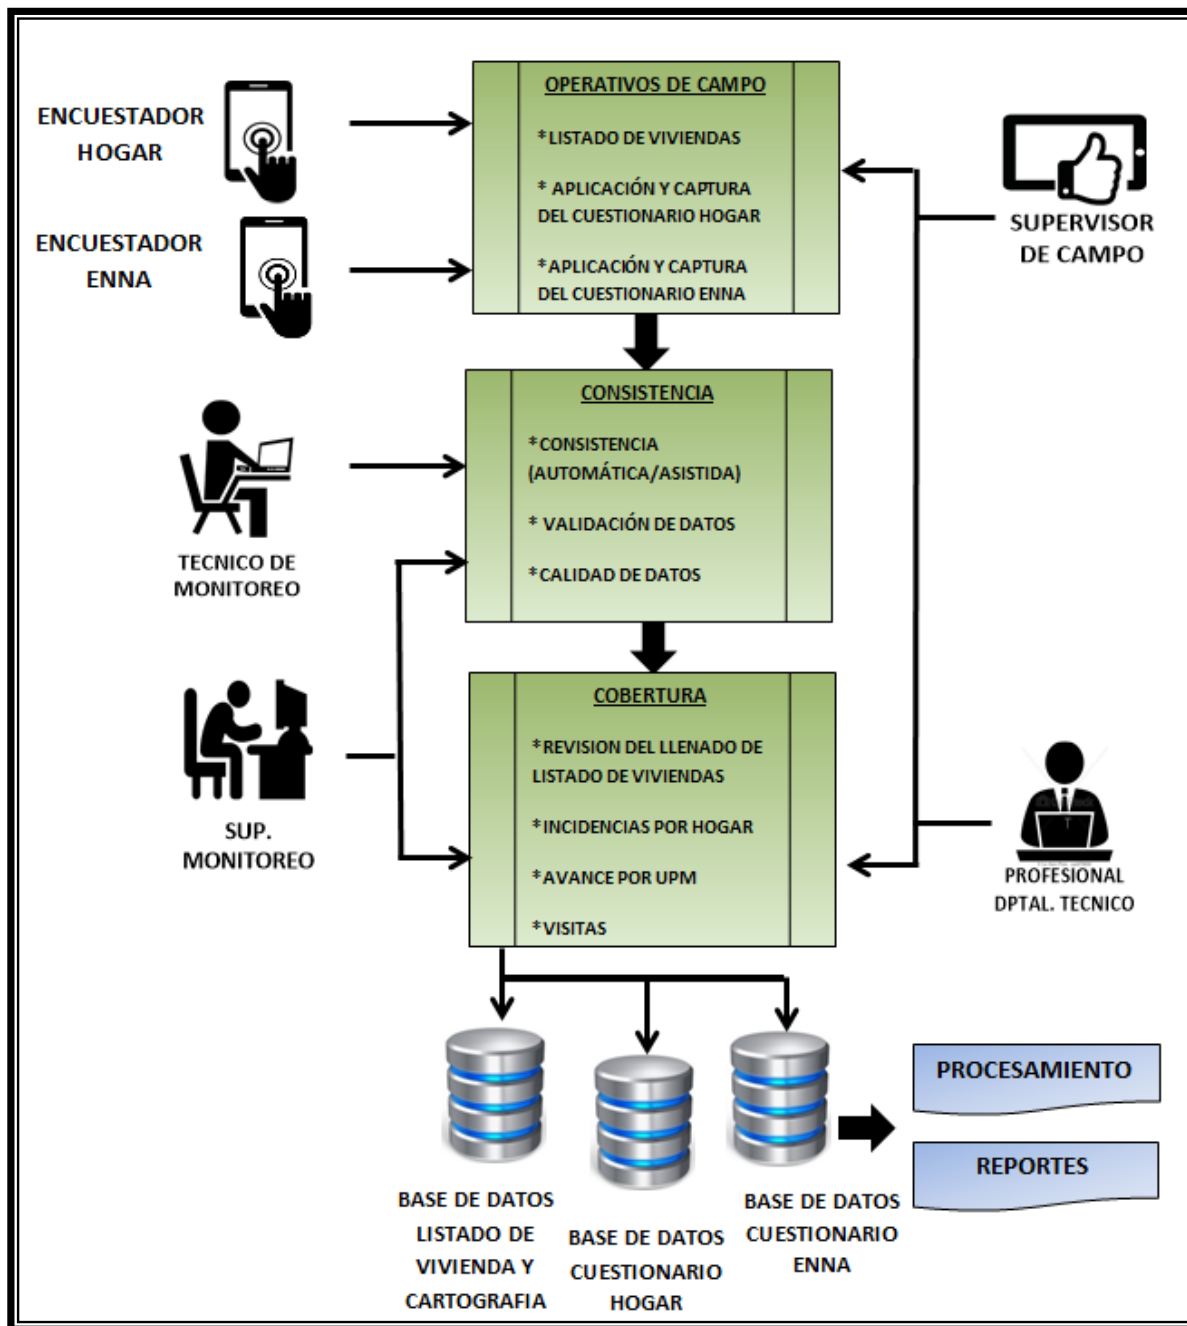 ENCUESTADOR
HOGAR
ENCUESTADOR
ENNA
OPERATIVOS DE CAMPO
*LISTADO DE VIVIENDAS
* APLICACIÓN Y CAPTURA
DEL CUESTIONARIO HOGAR
*APLICACIÓN Y CAPTURA
DEL CUESTIONARIO ENNA
SUPERVISOR
DE CAMPO
TECNICO DE
MONITOREO
CONSISTENCIA
*CONSISTENCIA
(AUTOMÁTICA/ASISTIDA)
* VALIDACIÓN DE DATOS
*CALIDAD DE DATOS
SUP.
MONITOREO
COBERTURA
*REVISION DEL LLENADO DE
LISTADO DE VIVIENDAS
*INCIDENCIAS POR HOGAR
*AVANCE POR UPM
*VISITAS
PROFESIONAL
DPTAL. TECNICO
BASE DE DATOS
LISTADO DE
VIVIENDA Y
CARTOGRAFIA
BASE DE DATOS
CUESTIONARIO
HOGAR
BASE DE DATOS
CUESTIONARIO
ENNA
PROCESAMIENTO
REPORTES